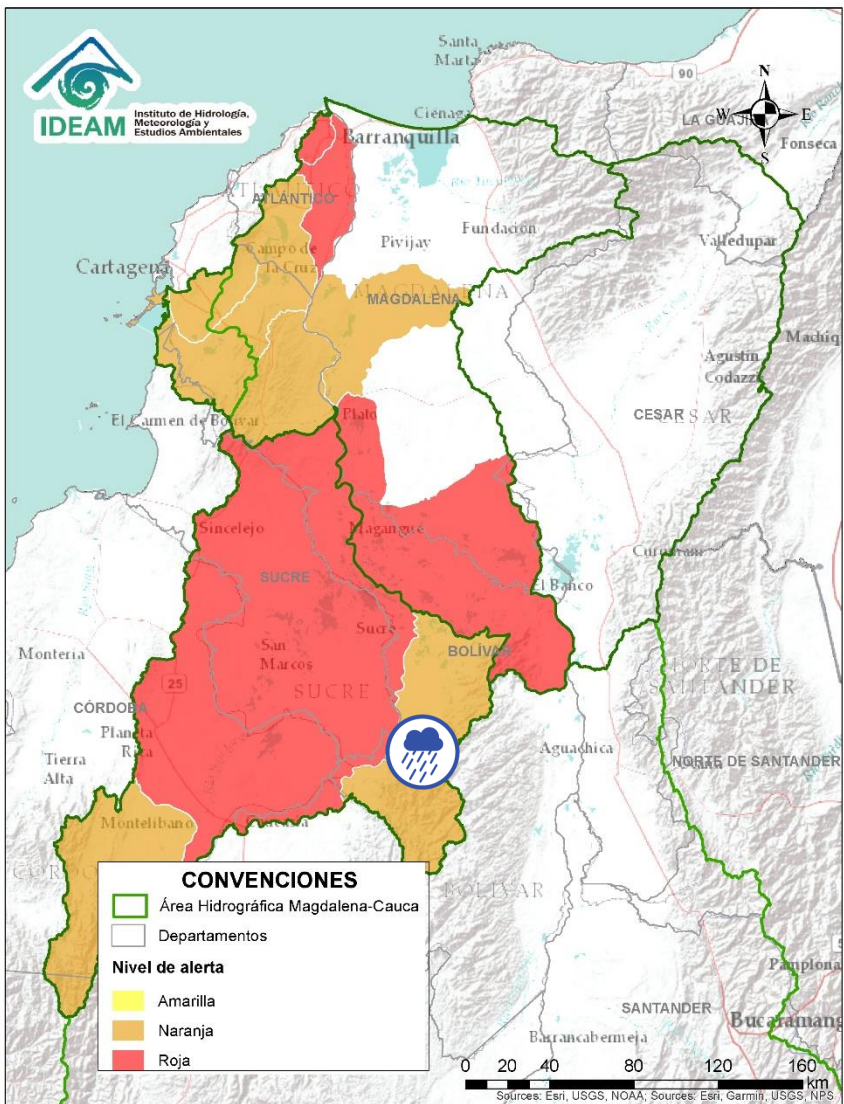 IDEAM
Instituto de Hidrología,
Meteorología y
Estudios Ambientales
Santa
Marta
90
N
W
E
S
LA GUAJIRA
Ciénaga
Barranquilla
Fonseca
ATLÁNTICO
Fundación
Pivijay
Valledupar
Campo de
la Cruz
Cartagena
MAGDALENA
Agustín
Codazzi
El Carmen de Bolívar
Plato
CESAR
CESAR
Sincelejo
Magangué
SUCRE
El Banco
Sucre
San
Marcos
BOLÍVAR
Montería
SUCRE
NORTE DE
SANTANDER
25
CÓRDOBA
Planeta
Rica
Aguachica
Tierra
Alta
NORTE DE SANTANDER
Montelíbano
BOLÍVAR
CONVENCIONES
Área Hidrográfica Magdalena-Cauca
Departamentos
Nivel de alerta
Amarilla
Naranja
Roja
Pamplona
SANTANDER
Barrancabermeja
0 20 40 80 120 160
km
Sources: Esri, USGS, NOAA; Sources: Esri, Garmin, USGS, NPS